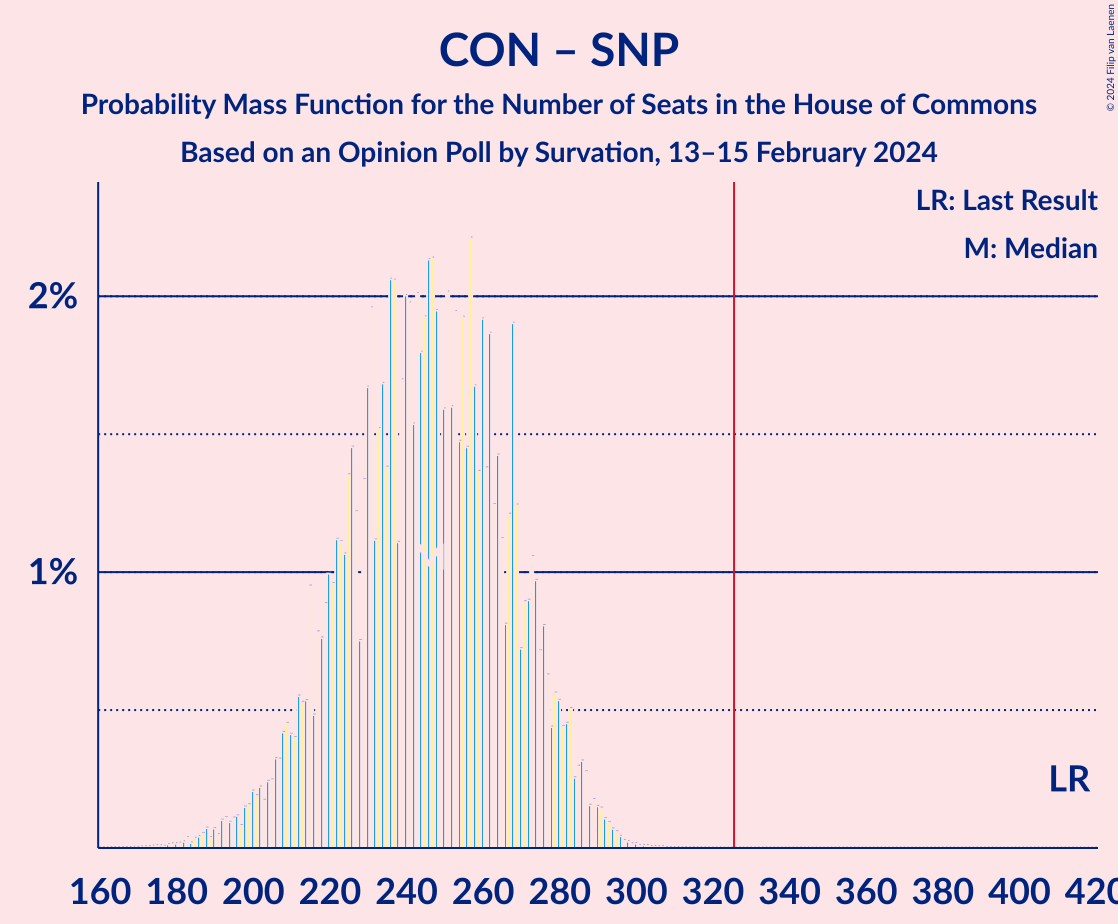 CON – SNP
Probability Mass Function for the Number of Seats in the House of Commons
Based on an Opinion Poll by Survation, 13–15 February 2024
© 2024 Filip van Laenen
LR: Last Result
M: Median
2%
1%
LR
160 180 200 220 240 260 280 300 320 340 360 380 400 420